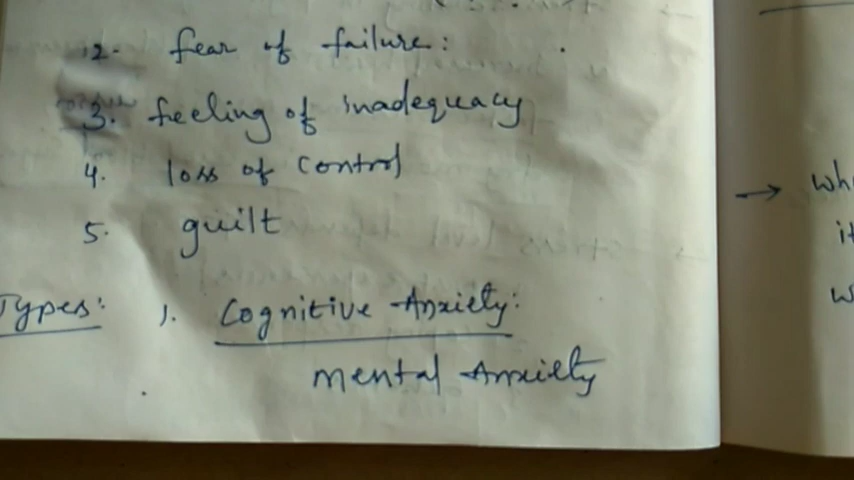 2. fear of failure:
3. feeling of inadequacy
4. loss of control
5. guilt
Types: 1. Cognitive Anxiety:
mental Anxiety
→